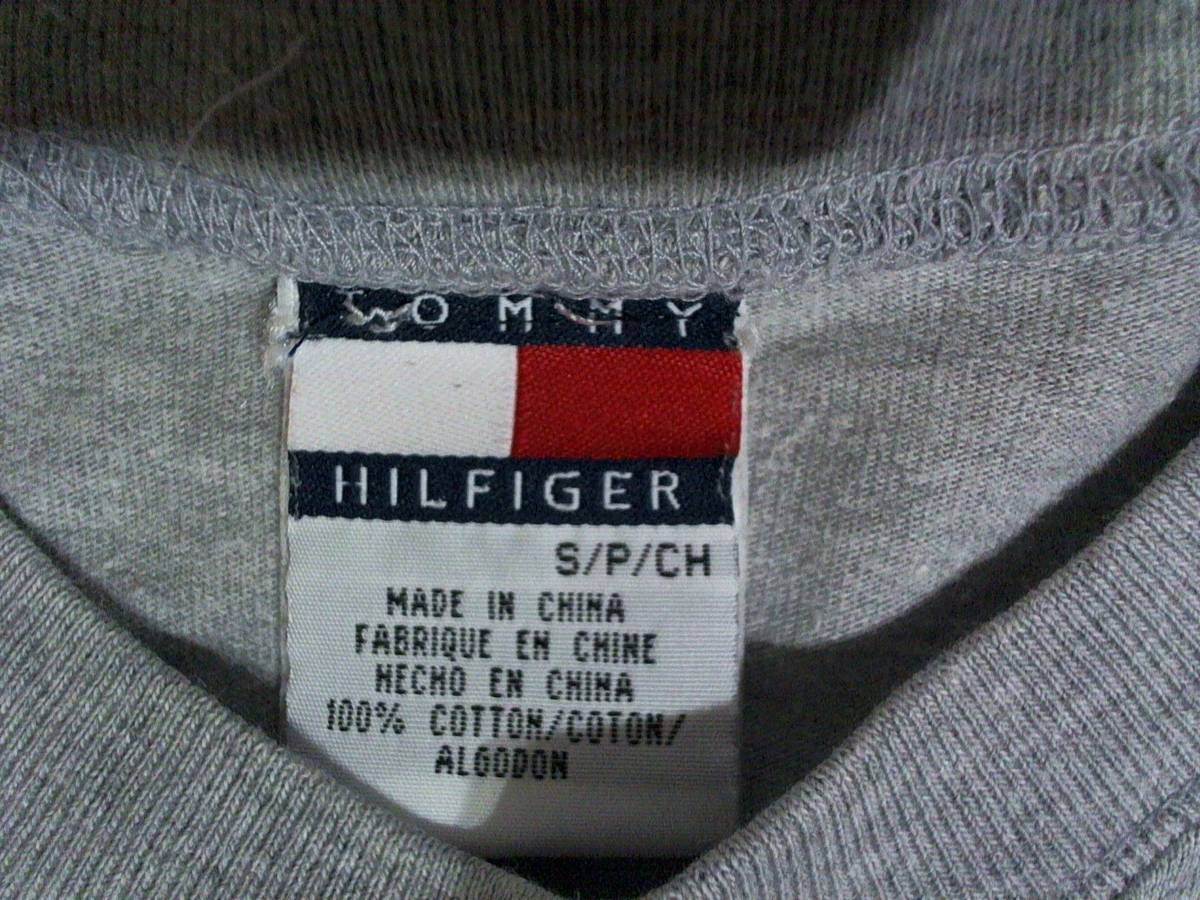 TOMMY
HILFIGER
S/P/CH
MADE IN CHINA
FABRIQUE EN CHINE
HECHO EN CHINA
100% COTTON/COTON/
ALGODON